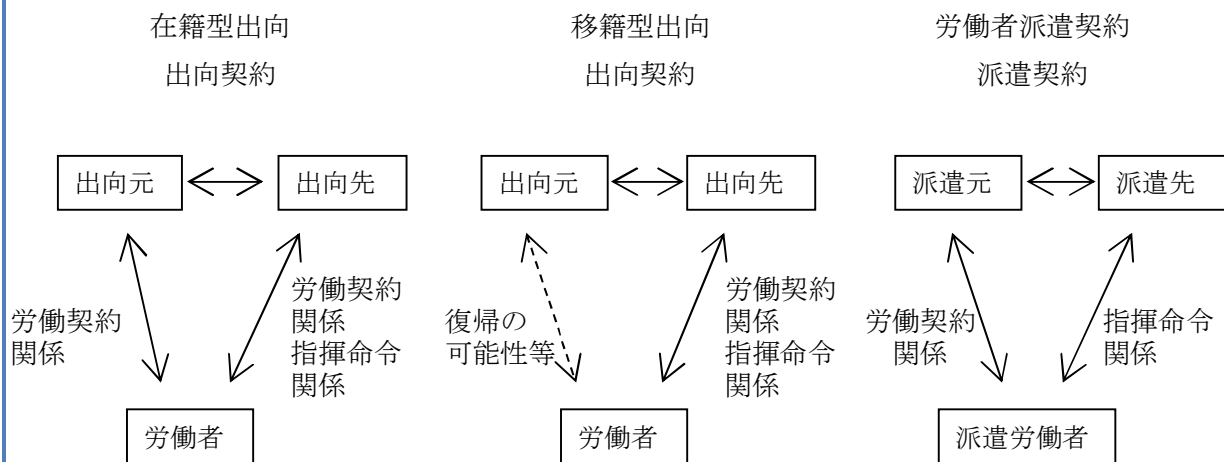 在籍型出向
出向契約
出向元
出向先
労働契約
関係
労働契約
関係
指揮命令
関係
労働者
移籍型出向
出向契約
出向元
出向先
復帰の
可能性等
労働契約
関係
指揮命令
関係
労働者
労働者派遣契約
派遣契約
派遣元
派遣先
労働契約
関係
指揮命令
関係
派遣労働者